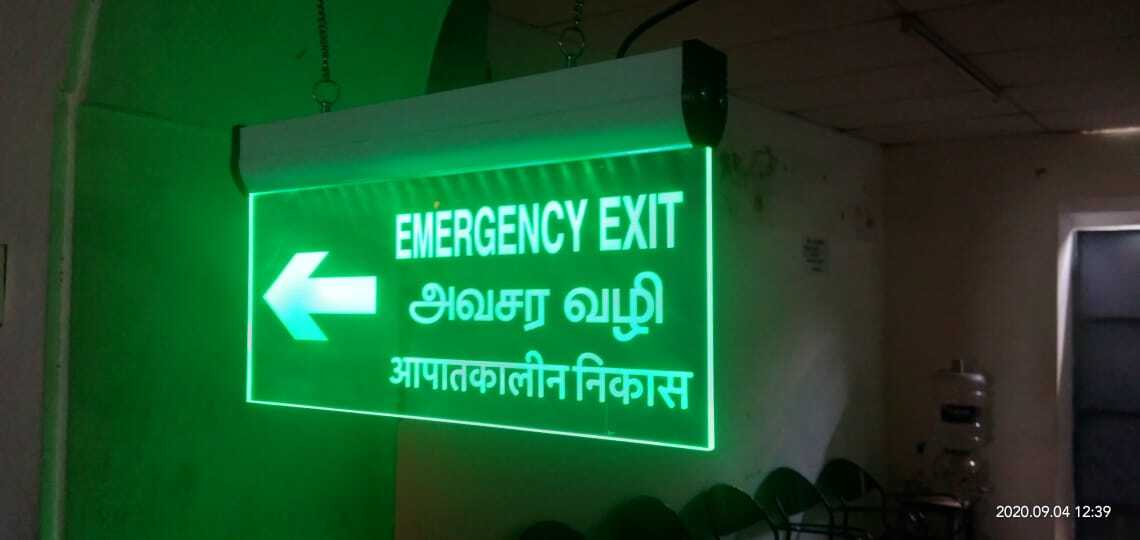 EMERGENCY EXIT
அவசர வழி
आपातकालीन निकास
2020.09.04 12:39